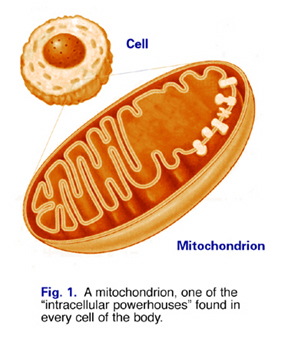 Cell
Mitochondrion
Fig. 1. A mitochondrion, one of the
"intracellular powerhouses" found in
every cell of the body.